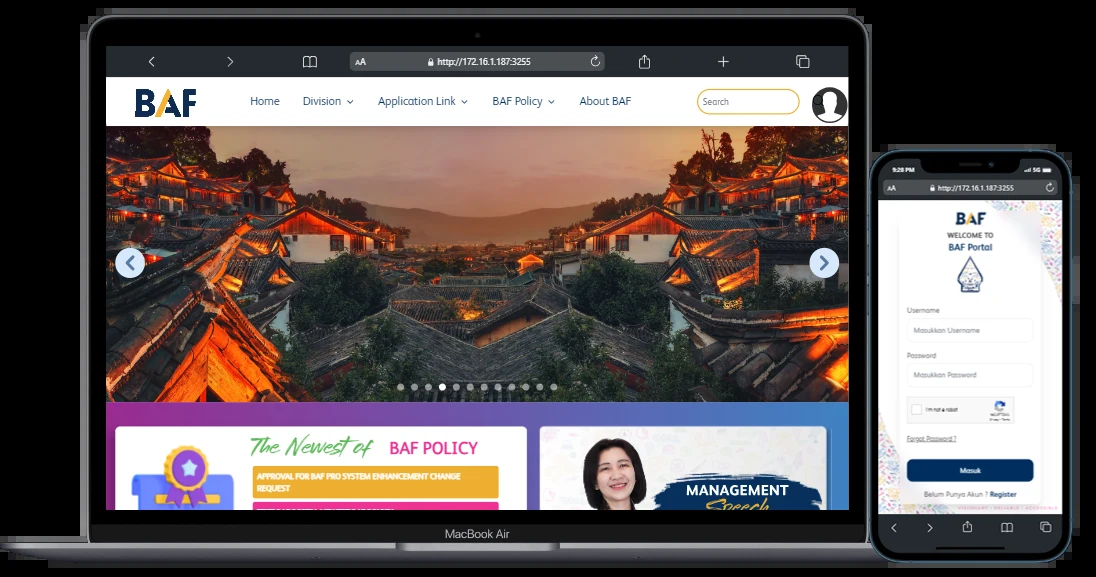 AA
http://172.16.1.187:3255
BAF
Home
Division
Application Link
BAF Policy
About BAF
Search
The Newest of BAF POLICY
APPROVAL FOR BAF PRO SYSTEM ENHANCEMENT CHANGE
REQUEST
MANAGEMENT
Speech
MacBook Air
9:28 PM
5G
AA
http://172.16.1.187:3255
BAF
WELCOME TO
BAF Portal
Username
Masukkan Username
Password
Masukkan Password
I'm not a robot
Forgot Password ?
Masuk
Belum Punya Akun ? Register